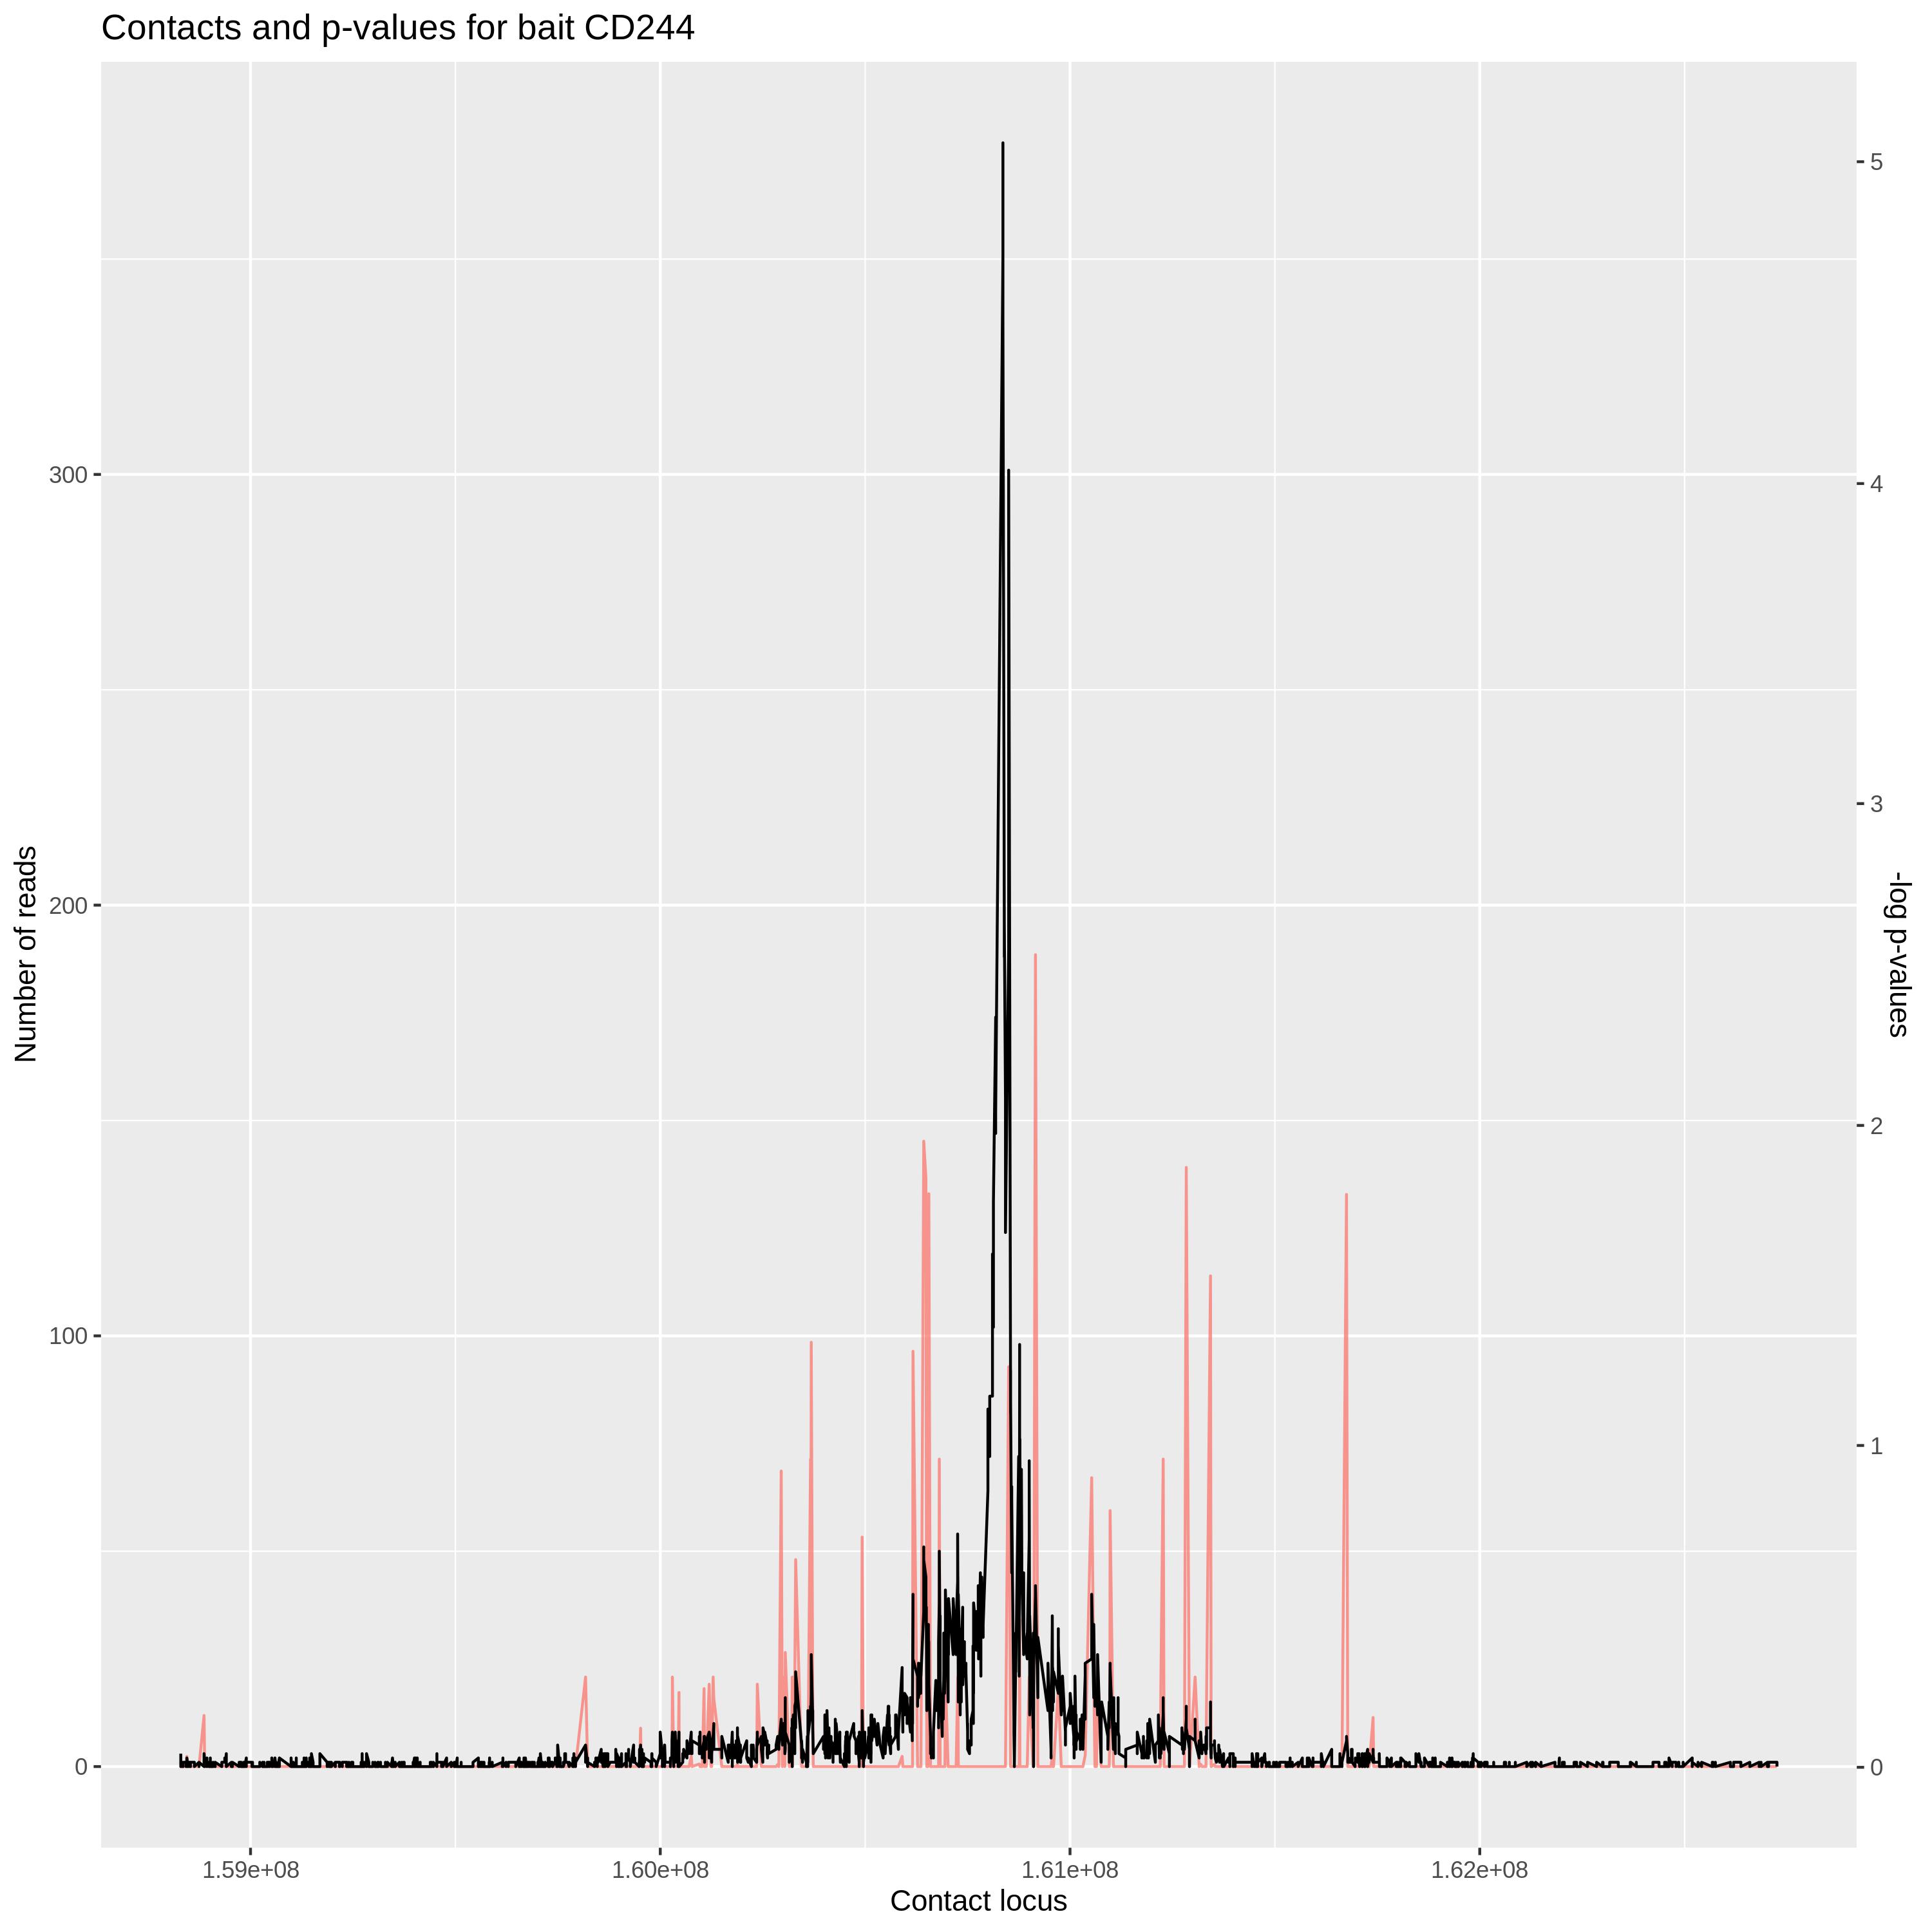 Contacts and p-values for bait CD244
Number of reads
300
200
100
0
5
4
3
2
1
0
-log p-values
1.59e+08
1.60e+08
1.61e+08
1.62e+08
Contact locus